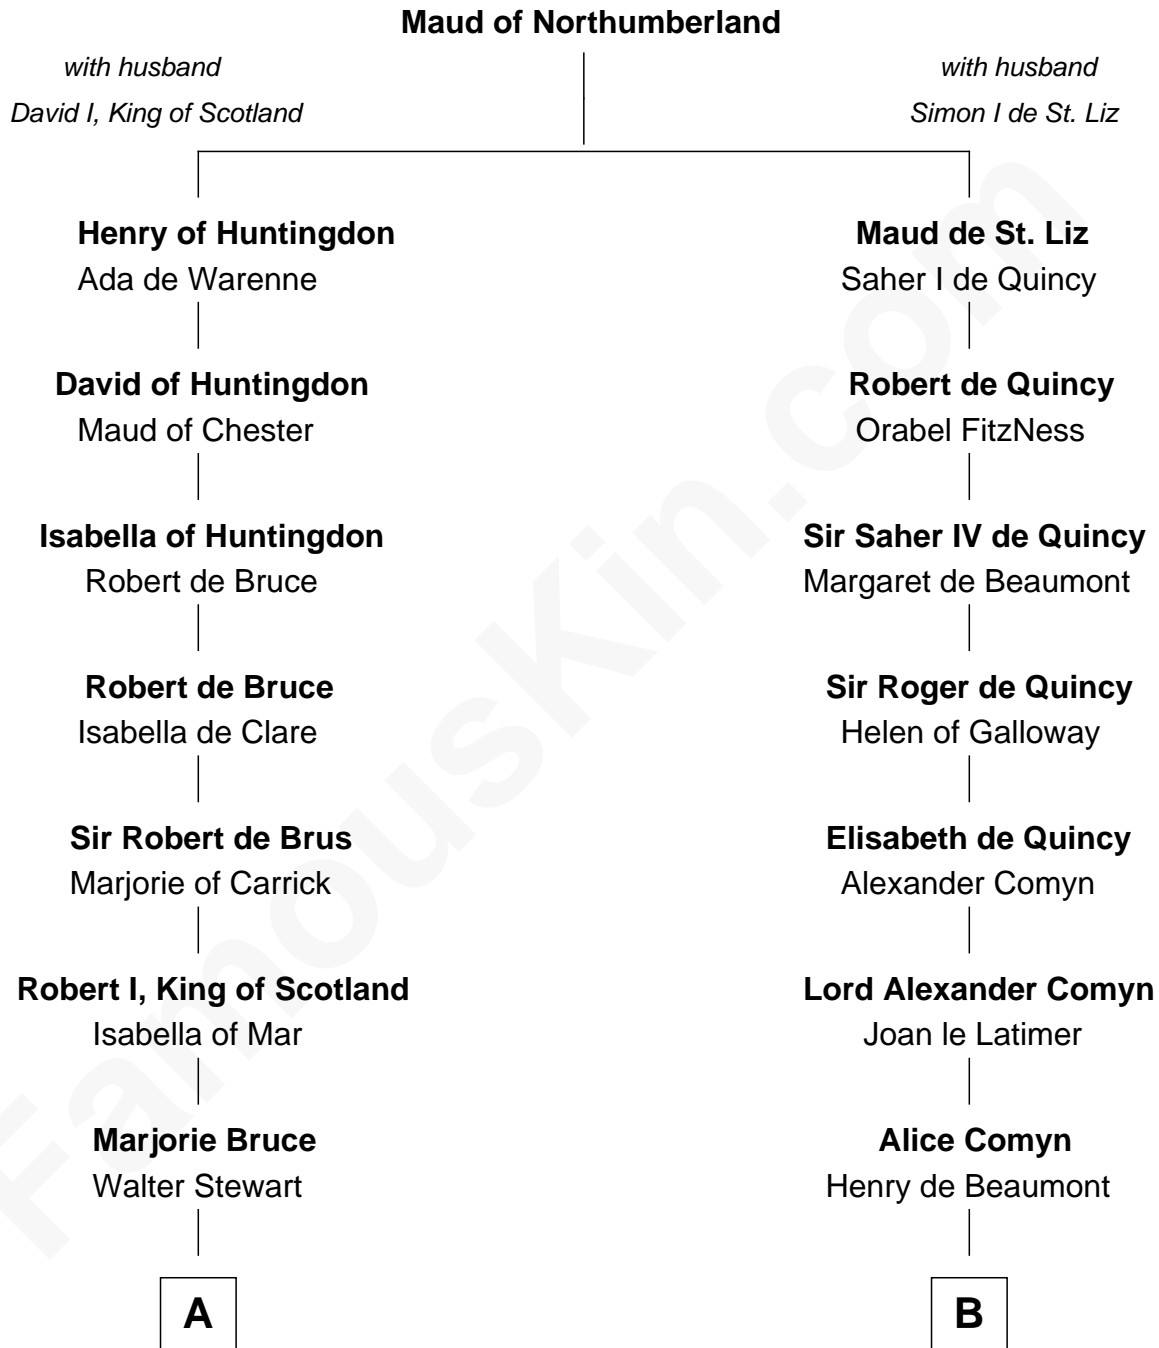 Maud of Northumberland
with husband
David I, King of Scotland
with husband
Simon I de St. Liz
Henry of Huntingdon
Ada de Warenne
Maud de St. Liz
Saher I de Quincy
David of Huntingdon
Maud of Chester
Robert de Quincy
Orabel FitzNess
Isabella of Huntingdon
Robert de Bruce
Sir Saher IV de Quincy
Margaret de Beaumont
Robert de Bruce
Isabella de Clare
Sir Roger de Quincy
Helen of Galloway
Sir Robert de Brus
Marjorie of Carrick
Elisabeth de Quincy
Alexander Comyn
Robert I, King of Scotland
Isabella of Mar
Lord Alexander Comyn
Joan le Latimer
Marjorie Bruce
Walter Stewart
Alice Comyn
Henry de Beaumont
A
B
FamousKin.com